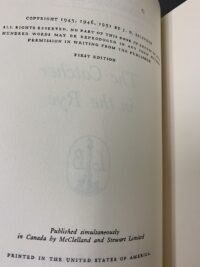 COPYRIGHT 1945, 1946, 1951 BY J. D. SALINGER
ALL RIGHTS RESERVED. NO PART OF THIS BOOK IN EXCESS OF FIVE
HUNDRED WORDS MAY BE REPRODUCED IN ANY FORM WITHOUT
PERMISSION IN WRITING FROM THE PUBLISHER
FIRST EDITION
The Catcher
in the Rye
Published simultaneously
in Canada by McClelland and Stewart Limited
PRINTED IN THE UNITED STATES OF AMERICA